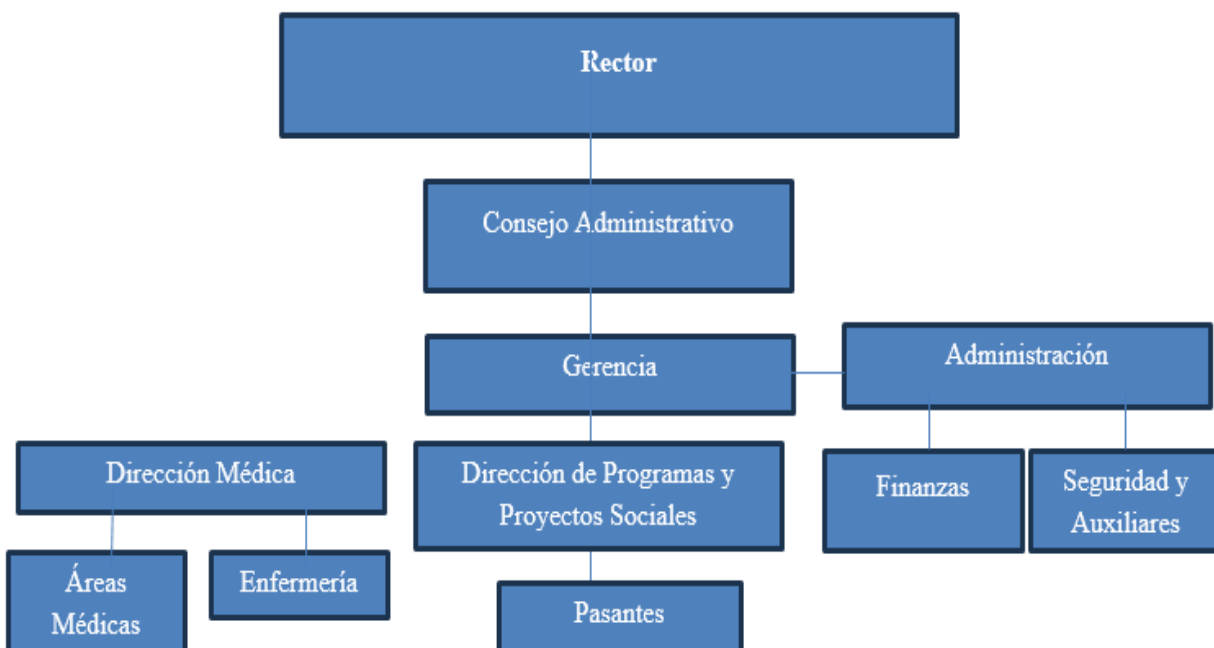 Rector
Consejo Administrativo
Gerencia
Administración
Dirección Médica
Dirección de Programas y
Proyectos Sociales
Finanzas
Seguridad y
Auxiliares
Áreas
Médicas
Enfermería
Pasantes